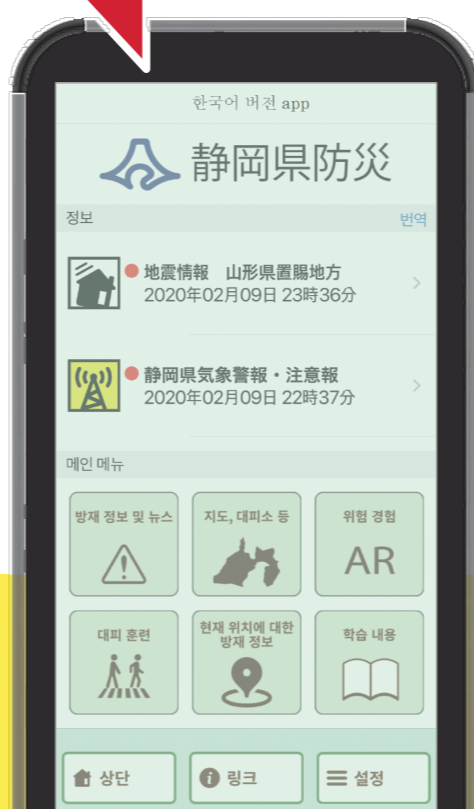 한국어 버전 app
静岡県防災
정보
번역
地震情報　山形県置賜地方
2020年02月09日 23時36分
静岡県気象警報・注意報
2020年02月09日 22時37分
메인 메뉴
방재 정보 및 뉴스
지도, 대피소 등
위험 경험
AR
대피 훈련
현재 위치에 대한
방재 정보
학습 내용
상단
링크
설정